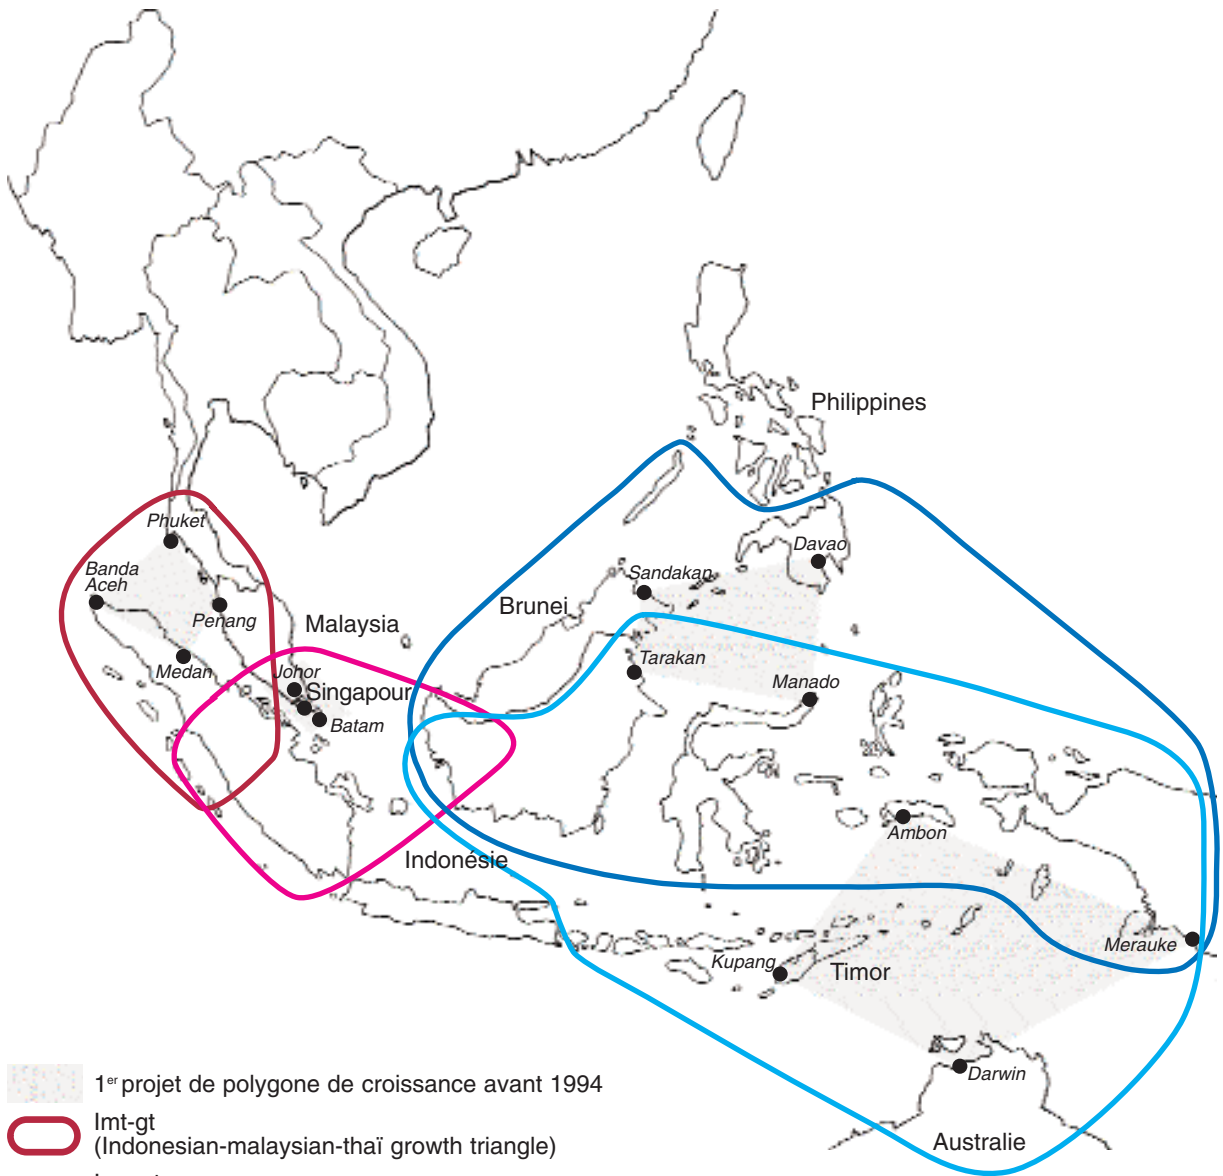 Philippines
Phuket
Davao
Banda
Aceh
Sandakan
Brunei
Penang
Malaysia
Medan
Johor
Tarakan
Singapour
Manado
Batam
Ambon
Indonésie
Merauke
Kupang
Timor
Darwin
1er projet de polygone de croissance avant 1994
Imt-gt
(Indonesian-malaysian-thaï growth triangle)
Australie